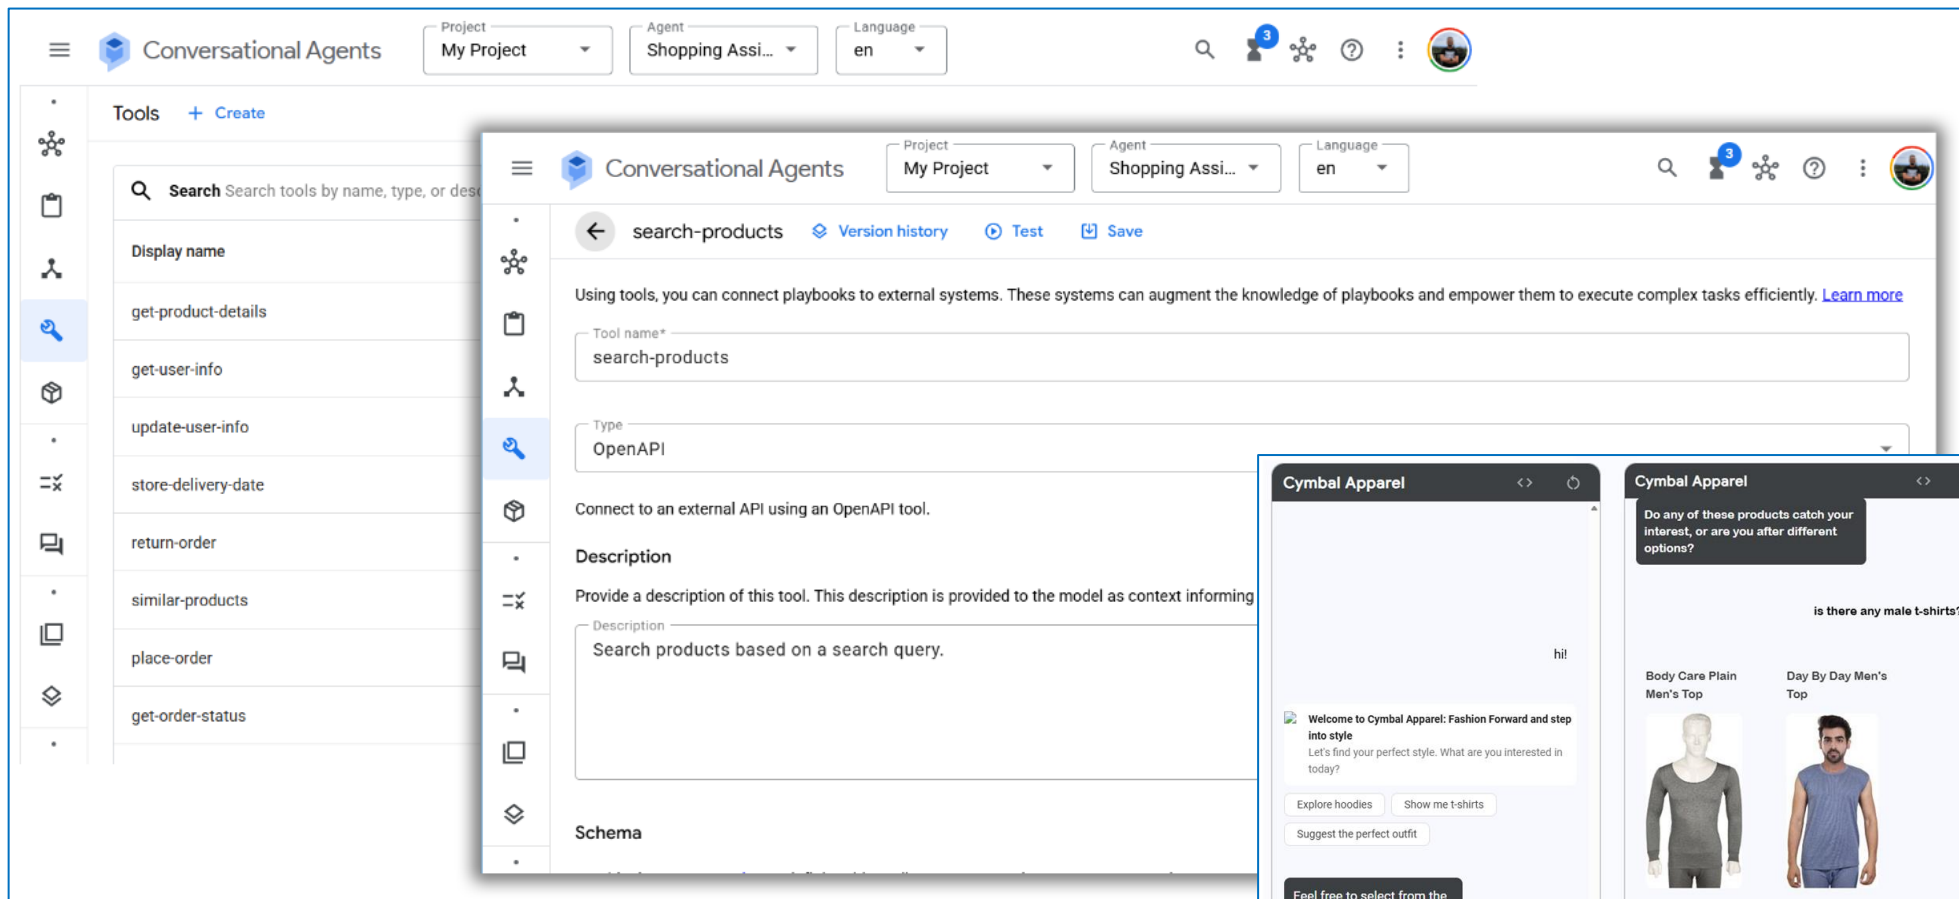 Conversational Agents
Project
My Project
Agent
Shopping Assi...
Language
en
3
Tools
+ Create
Search Search tools by name, type, or
Display name
get-product-details
get-user-info
update-user-info
store-delivery-date
return-order
similar-products
place-order
get-order-status
Conversational Agents
Project
My Project
Agent
Shopping Assi...
Language
en
3
search-products
Version history
Test
Save
Using tools, you can connect playbooks to external systems. These systems can augment the knowledge of playbooks and empower them to execute complex tasks efficiently. Learn more
Tool name*
search-products
Type
OpenAPI
Connect to an external API using an OpenAPI tool.
Description
Provide a description of this tool. This description is provided to the model as context informing
Description
Search products based on a search query.
Schema
Cymbal Apparel
hi!
Welcome to Cymbal Apparel: Fashion Forward and step
into style
Let's find your perfect style. What are you interested in
today?
Explore hoodies
Show me t-shirts
Suggest the perfect outfit
Feel free to select from the
Cymbal Apparel
Do any of these products catch your
interest, or are you after different
options?
is there any male t-shirts?
Body Care Plain
Men's Top
Day By Day Men's
Top